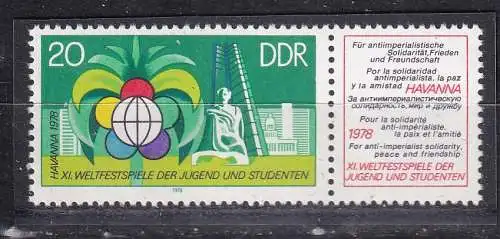 20 DDR
HAVANNA 1978
XI. WELTFESTSPIELE DER JUGEND UND STUDENTEN
1978
Für antiimperialistische
Solidarität, Frieden
und Freundschaft
Por la solidaridad
antimperialista, la paz
y la amistad HAVANNA
За антиимпериалистическую
солидарность, мир и дружбу
Pour la solidarité
1978 anti-impérialiste,
la paix et l'amitié
For anti-imperialist solidarity,
peace and friendship
XI. WELTFESTSPIELE DER
JUGEND UND STUDENTEN